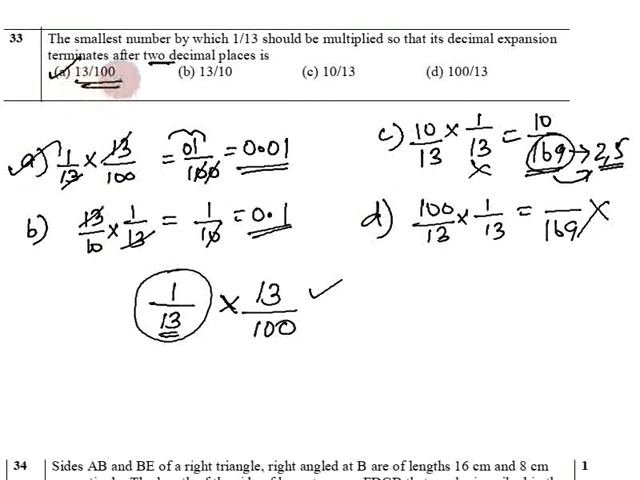 33 The smallest number by which 1/13 should be multiplied so that its decimal expansion
terminates after two decimal places is
(a) 13/100 (b) 13/10 (c) 10/13 (d) 100/13
a) 1/13 × 13/100 = 01/100 = 0.01
c) 10/13 × 1/13 = 10/169 → 2,5
b) 13/10 × 1/13 = 1/10 = 0.1
d) 100/13 × 1/13 = /169 ×
1/13 × 13/100 ✓
34 Sides AB and BE of a right triangle, right angled at B are of lengths 16 cm and 8 cm 1